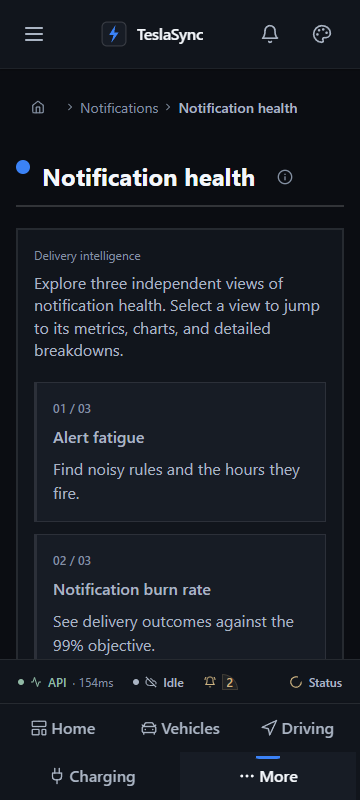 TeslaSync
Notifications
Notification health
Notification health
Delivery intelligence
Explore three independent views of
notification health. Select a view to jump
to its metrics, charts, and detailed
breakdowns.
01 / 03
Alert fatigue
Find noisy rules and the hours they
fire.
02 / 03
Notification burn rate
See delivery outcomes against the
99% objective.
API · 154ms
Idle
2
Status
Home
Vehicles
Driving
Charging
More